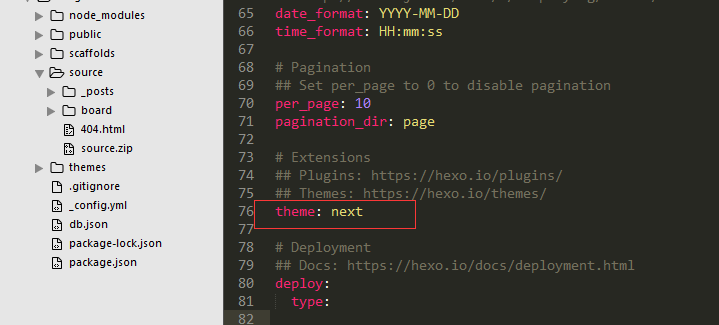 node_modules
public
scaffolds
source
_posts
board
404.html
source.zip
themes
.gitignore
_config.yml
db.json
package-lock.json
package.json
65 date_format: YYYY-MM-DD
66 time_format: HH:mm:ss
67
68 # Pagination
69 ## Set per_page to 0 to disable pagination
70 per_page: 10
71 pagination_dir: page
72
73 # Extensions
74 ## Plugins: https://hexo.io/plugins/
75 ## Themes: https://hexo.io/themes/
76 theme: next
77
78 # Deployment
79 ## Docs: https://hexo.io/docs/deployment.html
80 deploy:
81 type:
82